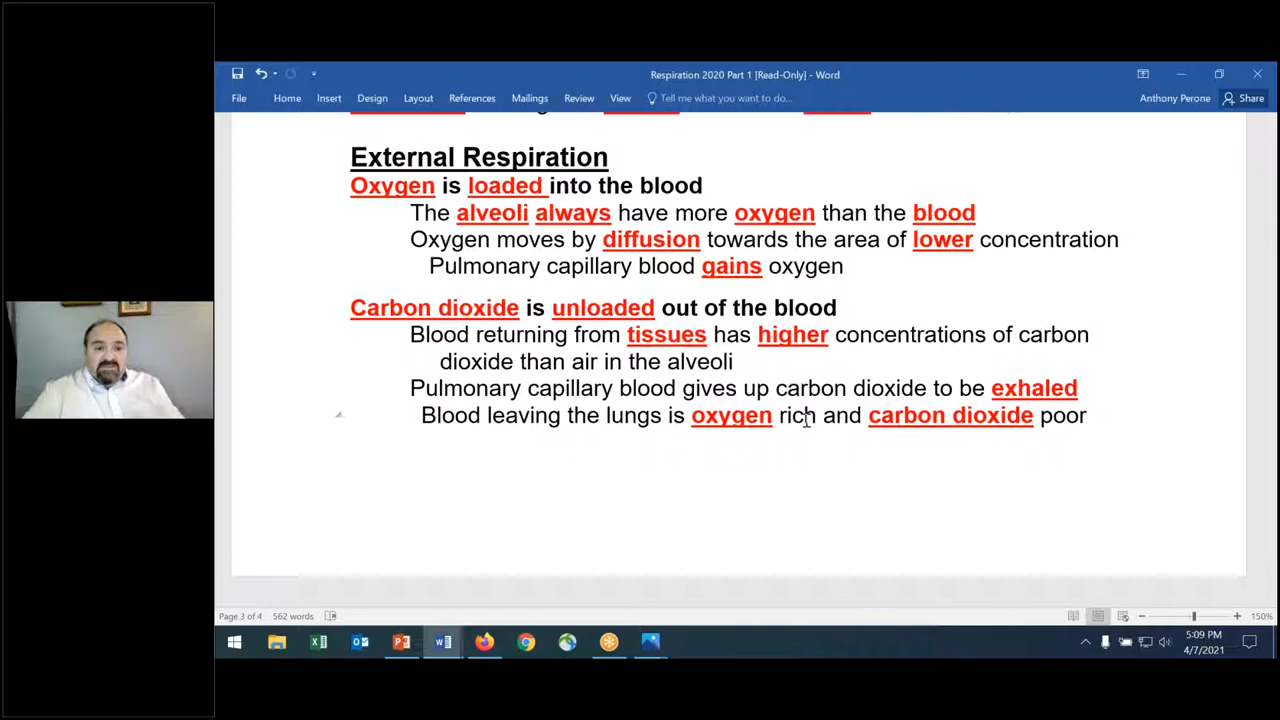 Respiration 2020 Part 1 [Read-Only] - Word
File Home Insert Design Layout References Mailings Review View Tell me what you want to do... Anthony Perone Share
External Respiration
Oxygen is loaded into the blood
The alveoli always have more oxygen than the blood
Oxygen moves by diffusion towards the area of lower concentration
Pulmonary capillary blood gains oxygen
Carbon dioxide is unloaded out of the blood
Blood returning from tissues has higher concentrations of carbon
dioxide than air in the alveoli
Pulmonary capillary blood gives up carbon dioxide to be exhaled
Blood leaving the lungs is oxygen rich and carbon dioxide poor
Page 3 of 4 562 words 150%
5:09 PM
4/7/2021